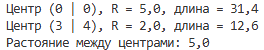 Центр (0 | 0), R = 5,0, длина = 31,4
Центр (3 | 4), R = 2,0, длина = 12,6
Растояние между центрами: 5,0